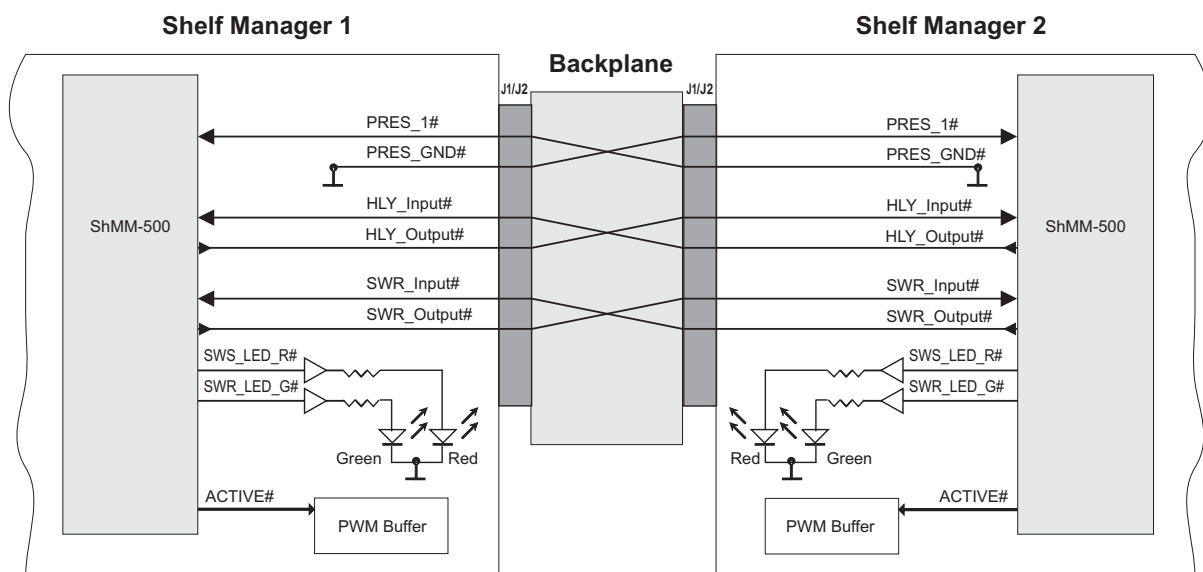 Shelf Manager 1
Shelf Manager 2
Backplane
J1/J2
J1/J2
PRES_1#
PRES_GND#
HLY_Input#
HLY_Output#
SWR_Input#
SWR_Output#
ShMM-500
SWS_LED_R#
SWR_LED_G#
Green
Red
ACTIVE#
PWM Buffer
PRES_1#
PRES_GND#
HLY_Input#
HLY_Output#
SWR_Input#
SWR_Output#
ShMM-500
SWS_LED_R#
SWR_LED_G#
Red
Green
ACTIVE#
PWM Buffer